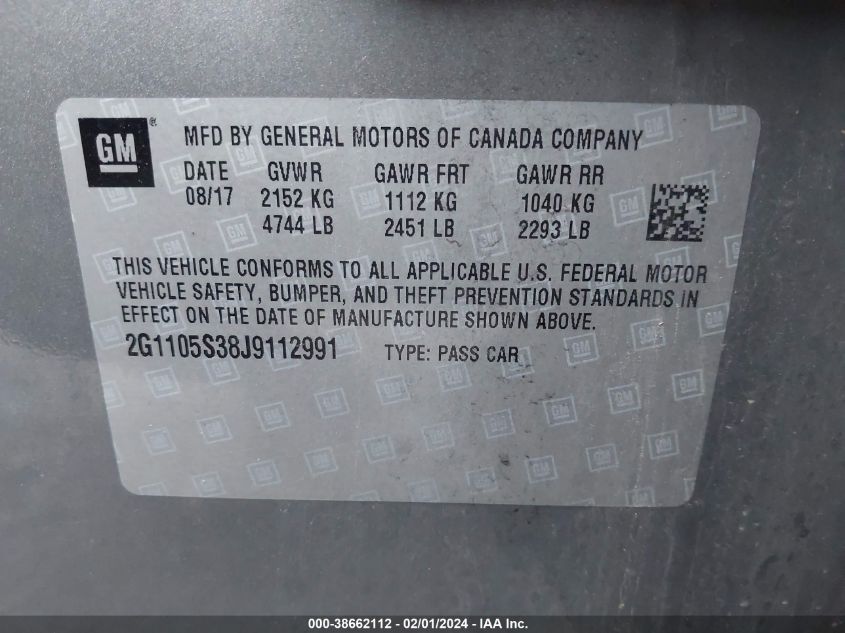 GM ®
MFD BY GENERAL MOTORS OF CANADA COMPANY
DATE GVWR GAWR FRT GAWR RR
08/17 2152 KG 1112 KG 1040 KG
4744 LB 2451 LB 2293 LB
THIS VEHICLE CONFORMS TO ALL APPLICABLE U.S. FEDERAL MOTOR
VEHICLE SAFETY, BUMPER, AND THEFT PREVENTION STANDARDS IN
EFFECT ON THE DATE OF MANUFACTURE SHOWN ABOVE.
2G1105S38J9112991 TYPE: PASS CAR
000-38662112 - 02/01/2024 - IAA Inc.